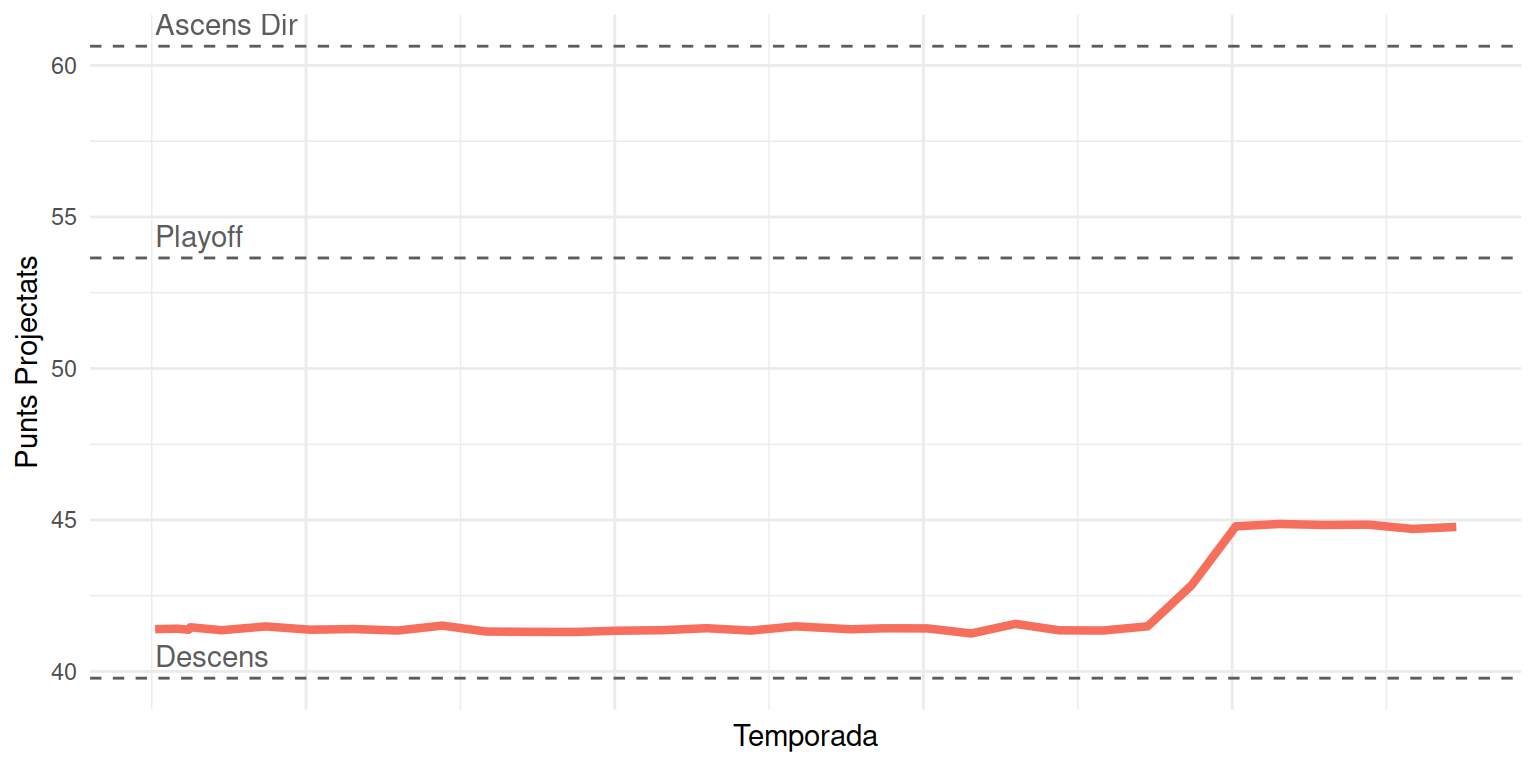 Ascens Dir
60
55
Playoff
50
45
Descens
40
Punts Projectats
Temporada